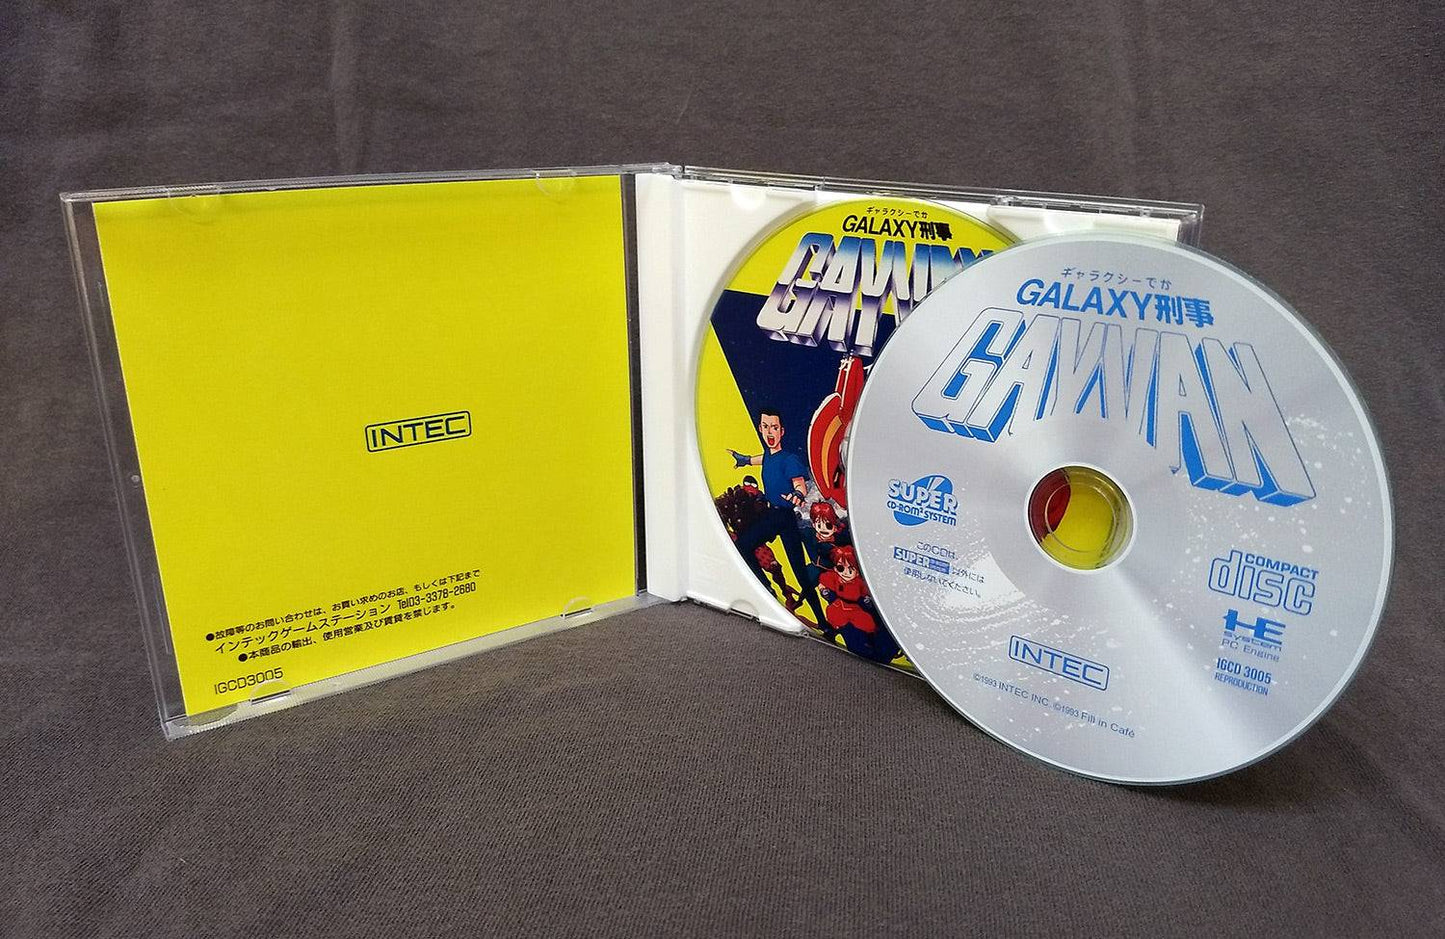 INTEC
●故障等のお問い合わせは、お買い求めのお店、もしくは下記まで
インテックゲームステーション Tel03-3378-2680
●本商品の輸出、使用営業及び賃貸を禁じます。
IGCD3005
ギャラクシーでか
GALAXY刑事
GAYVAN
ガイ
ギャラクシーでか
GALAXY刑事
GAYVAN
SUPER
CD-ROM² SYSTEM
このCDは、
SUPER 以外には
使用しないでください。
COMPACT
disc
HE
system
PC Engine
IGCD 3005
REPRODUCTION
INTEC
©1993 INTEC INC. ©1993 Fill in Café